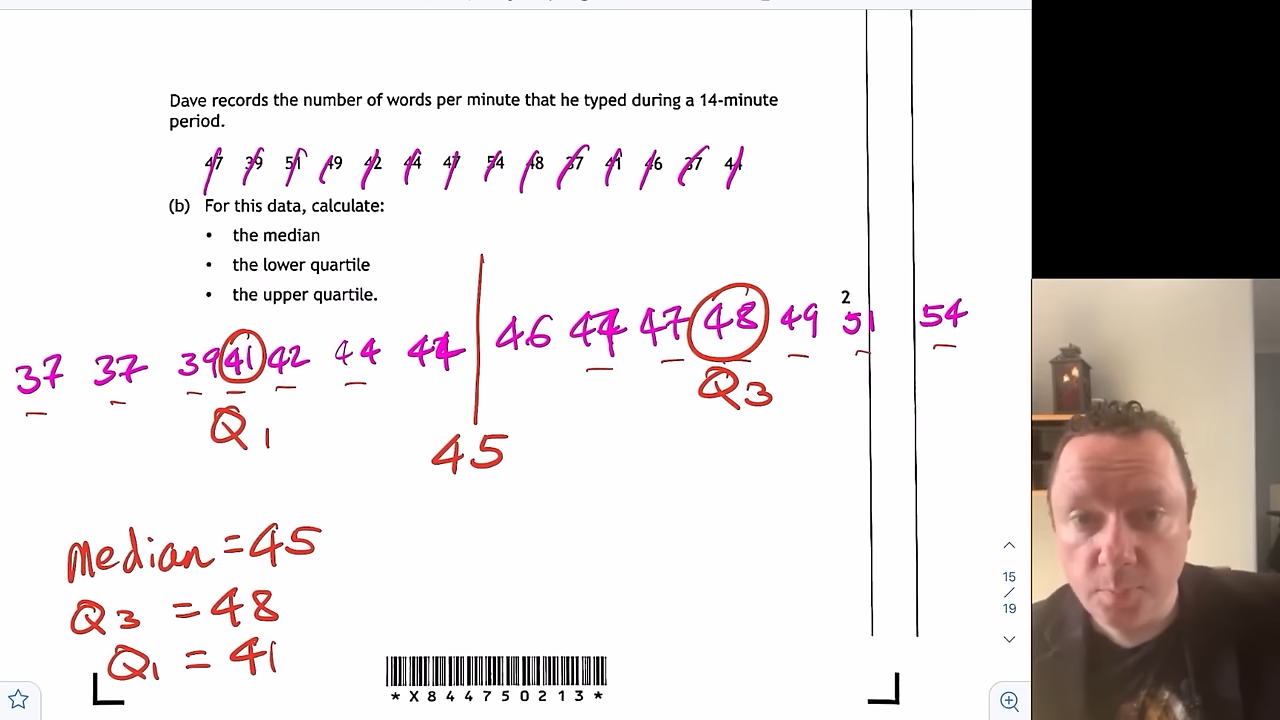 Dave records the number of words per minute that he typed during a 14-minute
period.
47 39 51 49 42 44 47 54 48 37 41 46 37 44
(b) For this data, calculate:
• the median
• the lower quartile
• the upper quartile.
2
37 37 39 41 42 44 44 46 47 47 48 49 51 54
Q1 Q3
45
Median = 45
Q3 = 48
Q1 = 41
*X844750213*
15
/
19